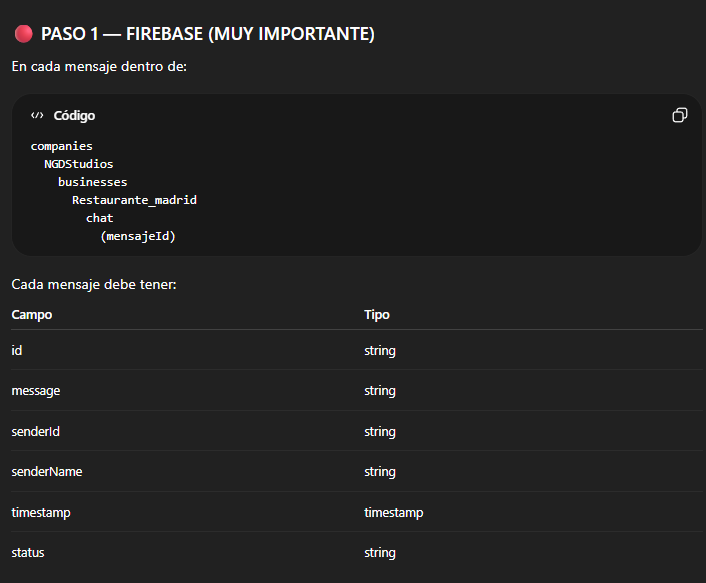 🔴 PASO 1 — FIREBASE (MUY IMPORTANTE)
En cada mensaje dentro de:
</> Código
companies
NGDStudios
businesses
Restaurante_madrid
chat
(mensajeId)
Cada mensaje debe tener:
Campo Tipo
id string
message string
senderId string
senderName string
timestamp timestamp
status string